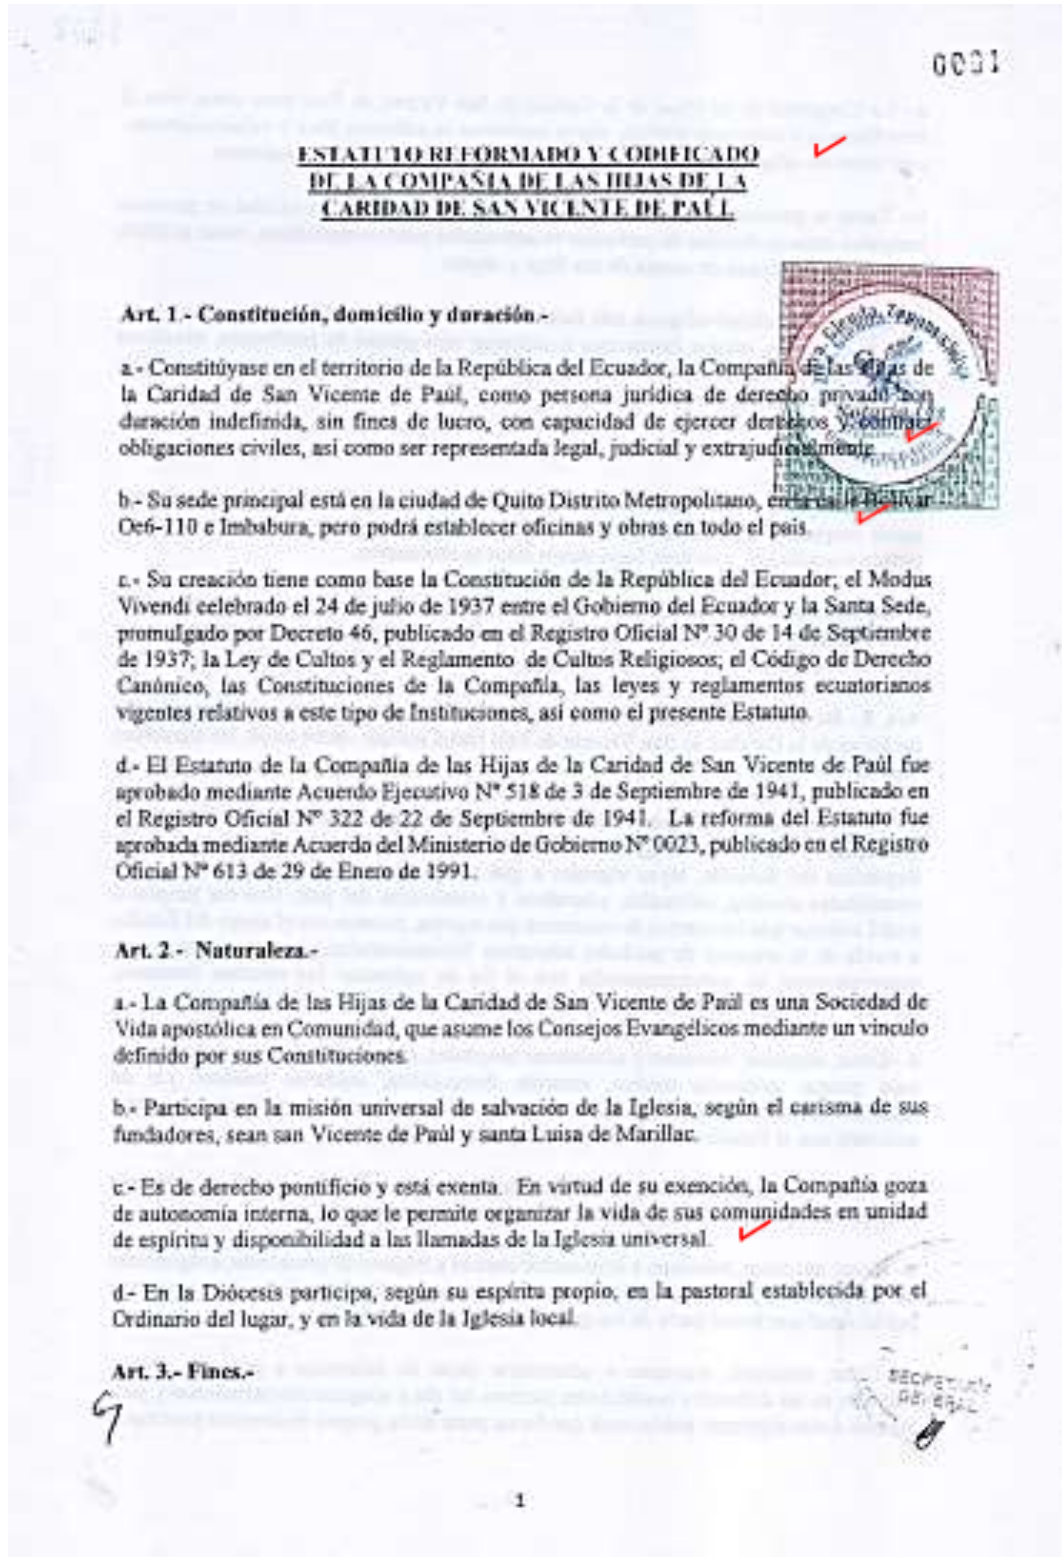 0001
ESTATUTO REFORMADO Y CODIFICADO
DE LA COMPAÑIA DE LAS HIJAS DE LA
CARIDAD DE SAN VICENTE DE PAÚL
Art. 1.- Constitución, domicilio y duración.-
a.- Constitúyase en el territorio de la República del Ecuador, la Compañía de las Hijas de
la Caridad de San Vicente de Paúl, como persona jurídica de derecho privado con
duración indefinida, sin fines de lucro, con capacidad de ejercer derechos y contraer
obligaciones civiles, así como ser representada legal, judicial y extrajudicialmente.
b.- Su sede principal está en la ciudad de Quito Distrito Metropolitano, en la calle Bolívar
Oe6-110 e Imbabura, pero podrá establecer oficinas y obras en todo el país.
c.- Su creación tiene como base la Constitución de la República del Ecuador; el Modus
Vivendi celebrado el 24 de julio de 1937 entre el Gobierno del Ecuador y la Santa Sede,
promulgado por Decreto 46, publicado en el Registro Oficial Nº 30 de 14 de Septiembre
de 1937; la Ley de Cultos y el Reglamento de Cultos Religiosos; el Código de Derecho
Canónico, las Constituciones de la Compañía, las leyes y reglamentos ecuatorianos
vigentes relativos a este tipo de Instituciones, así como el presente Estatuto.
d.- El Estatuto de la Compañía de las Hijas de la Caridad de San Vicente de Paúl fue
aprobado mediante Acuerdo Ejecutivo Nº 518 de 3 de Septiembre de 1941, publicado en
el Registro Oficial Nº 322 de 22 de Septiembre de 1941. La reforma del Estatuto fue
aprobada mediante Acuerdo del Ministerio de Gobierno Nº 0023, publicado en el Registro
Oficial Nº 613 de 29 de Enero de 1991.
Art. 2.- Naturaleza.-
a.- La Compañía de las Hijas de la Caridad de San Vicente de Paúl es una Sociedad de
Vida apostólica en Comunidad, que asume los Consejos Evangélicos mediante un vínculo
definido por sus Constituciones.
b.- Participa en la misión universal de salvación de la Iglesia, según el carisma de sus
fundadores, sean san Vicente de Paúl y santa Luisa de Marillac.
c.- Es de derecho pontificio y está exenta. En virtud de su exención, la Compañía goza
de autonomía interna, lo que le permite organizar la vida de sus comunidades en unidad
de espíritu y disponibilidad a las llamadas de la Iglesia universal.
d.- En la Diócesis participa, según su espíritu propio, en la pastoral establecida por el
Ordinario del lugar, y en la vida de la Iglesia local.
Art. 3.- Fines.-
SECRETARÍA
GENERAL
1